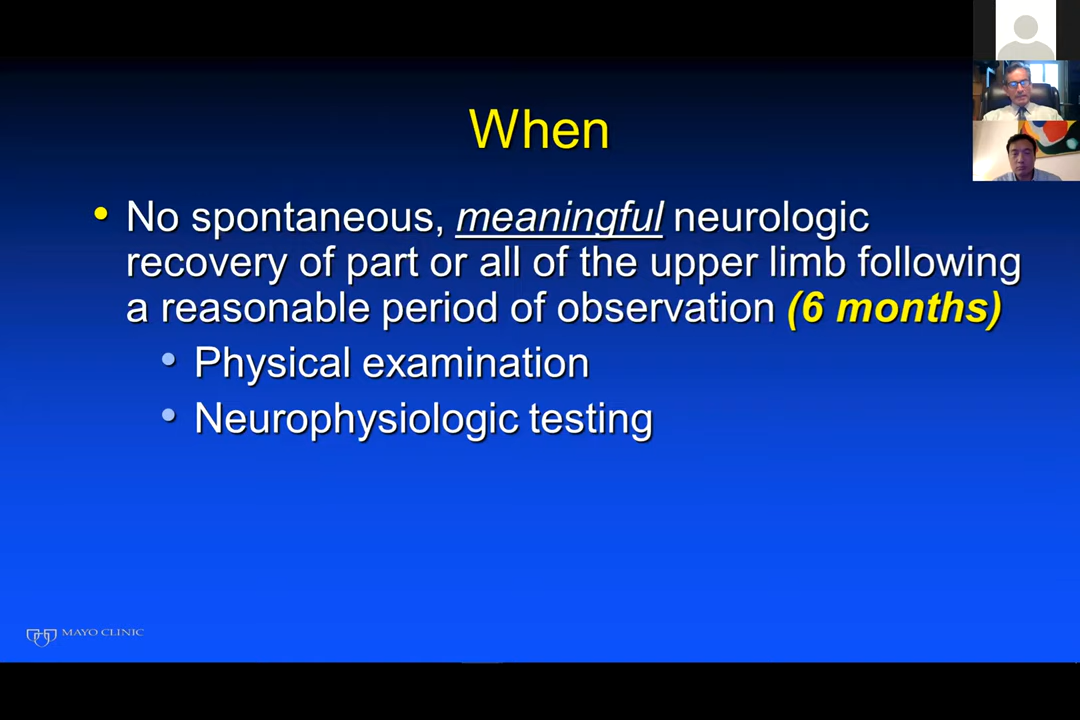 When
• No spontaneous, meaningful neurologic
recovery of part or all of the upper limb following
a reasonable period of observation (6 months)
• Physical examination
• Neurophysiologic testing
MAYO CLINIC